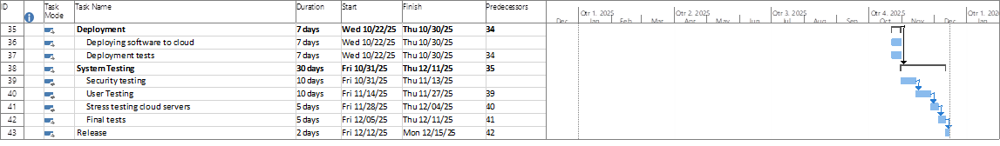 ID Task Mode Task Name Duration Start Finish Predecessors
Qtr 1, 2025 Qtr 2, 2025 Qtr 3, 2025 Qtr 4, 2025 Qtr 1, 202
Dec Jan Feb Mar Apr May Jun Jul Aug Sep Oct Nov Dec Jan
35 Deployment 7 days Wed 10/22/25 Thu 10/30/25 34
36 Deploying software to cloud 7 days Wed 10/22/25 Thu 10/30/25
37 Deployment tests 7 days Wed 10/22/25 Thu 10/30/25 34
38 System Testing 30 days Fri 10/31/25 Thu 12/11/25 35
39 Security testing 10 days Fri 10/31/25 Thu 11/13/25
40 User Testing 10 days Fri 11/14/25 Thu 11/27/25 39
41 Stress testing cloud servers 5 days Fri 11/28/25 Thu 12/04/25 40
42 Final tests 5 days Fri 12/05/25 Thu 12/11/25 41
43 Release 2 days Fri 12/12/25 Mon 12/15/25 42